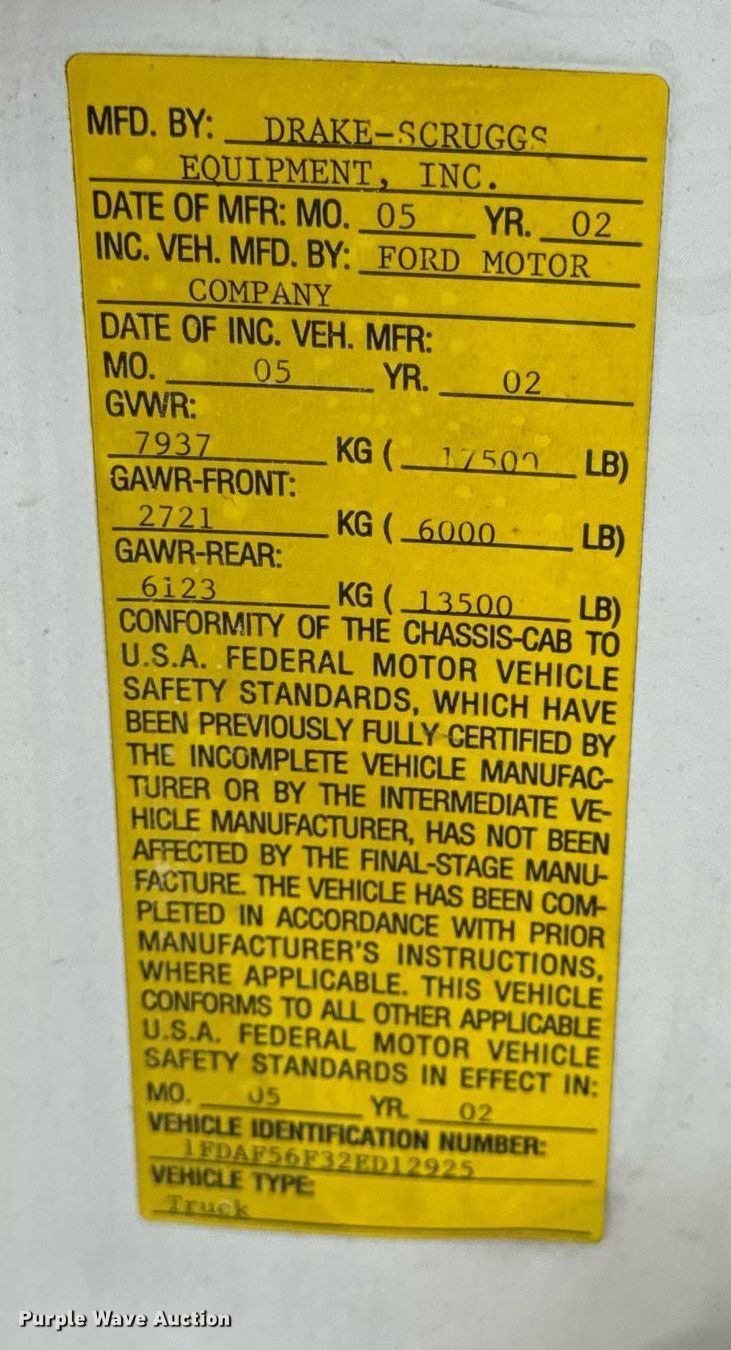 MFD. BY: DRAKE-SCRUGGS
EQUIPMENT, INC.
DATE OF MFR: MO. 05 YR. 02
INC. VEH. MFD. BY: FORD MOTOR
COMPANY
DATE OF INC. VEH. MFR:
MO. 05 YR. 02
GVWR:
7937 KG ( 17500 LB)
GAWR-FRONT:
2721 KG ( 6000 LB)
GAWR-REAR:
6123 KG ( 13500 LB)
CONFORMITY OF THE CHASSIS-CAB TO
U.S.A. FEDERAL MOTOR VEHICLE
SAFETY STANDARDS, WHICH HAVE
BEEN PREVIOUSLY FULLY CERTIFIED BY
THE INCOMPLETE VEHICLE MANUFAC-
TURER OR BY THE INTERMEDIATE VE-
HICLE MANUFACTURER, HAS NOT BEEN
AFFECTED BY THE FINAL-STAGE MANU-
FACTURE. THE VEHICLE HAS BEEN COM-
PLETED IN ACCORDANCE WITH PRIOR
MANUFACTURER'S INSTRUCTIONS,
WHERE APPLICABLE. THIS VEHICLE
CONFORMS TO ALL OTHER APPLICABLE
U.S.A. FEDERAL MOTOR VEHICLE
SAFETY STANDARDS IN EFFECT IN:
MO. 05 YR. 02
VEHICLE IDENTIFICATION NUMBER:
1FDAF56F32ED12925
VEHICLE TYPE:
Truck
Purple Wave Auction